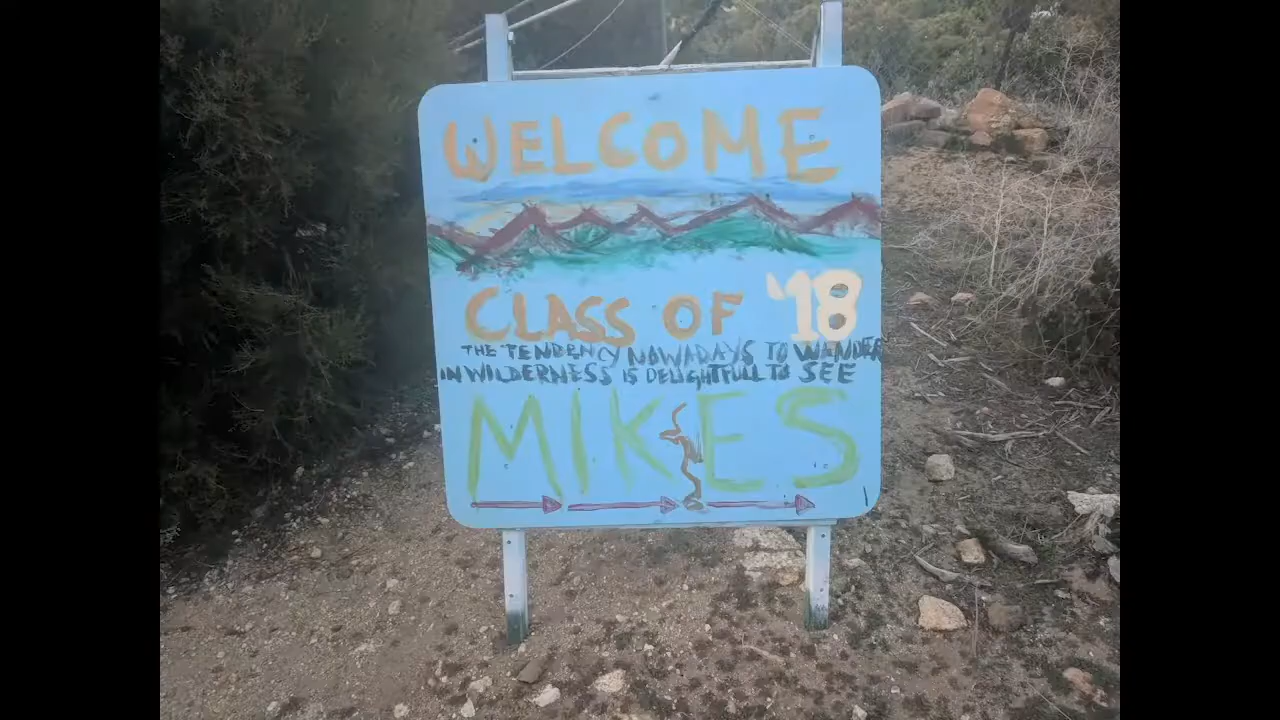 WELCOME
CLASS OF '18
THE TENDENCY NOWADAYS TO WANDER
IN WILDERNESS IS DELIGHTFULL TO SEE
MIKES